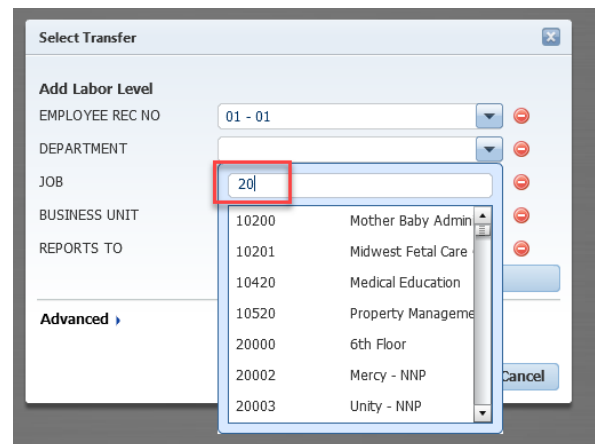 Select Transfer
Add Labor Level
EMPLOYEE REC NO 01 - 01
DEPARTMENT
JOB 20
BUSINESS UNIT
REPORTS TO
10200 Mother Baby Admin
10201 Midwest Fetal Care
10420 Medical Education
10520 Property Manageme
20000 6th Floor
20002 Mercy - NNP
20003 Unity - NNP
Advanced
Cancel